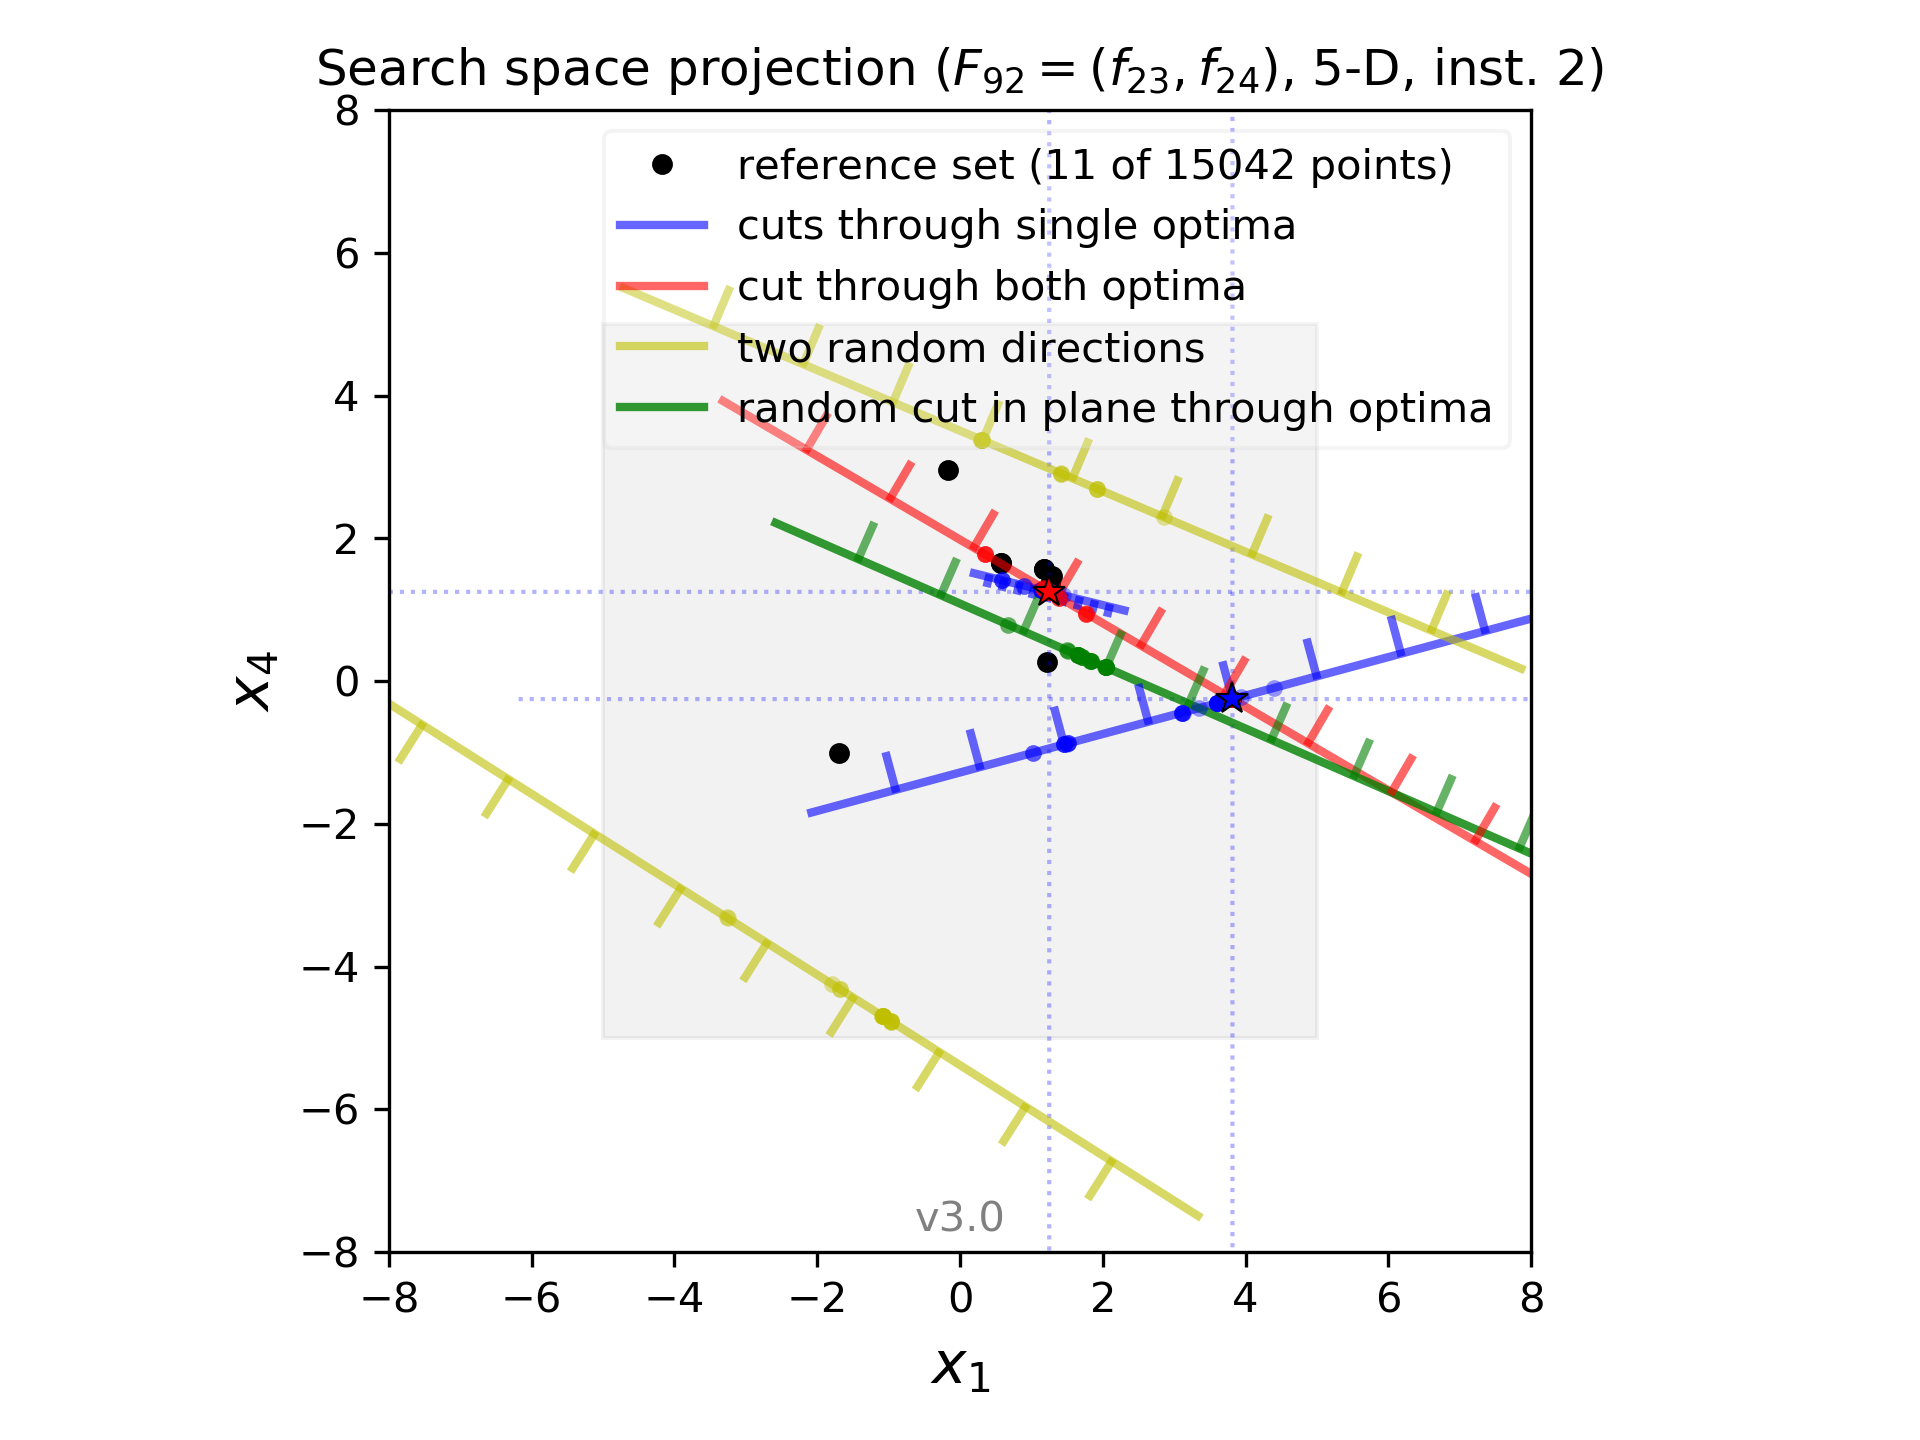 Search space projection (F₉₂ = (f₂₃, f₂₄), 5-D, inst. 2)
reference set (11 of 15042 points)
cuts through single optima
cut through both optima
two random directions
random cut in plane through optima
8
6
4
2
0
−2
−4
−6
−8
x₄
v3.0
−8 −6 −4 −2 0 2 4 6 8
x₁